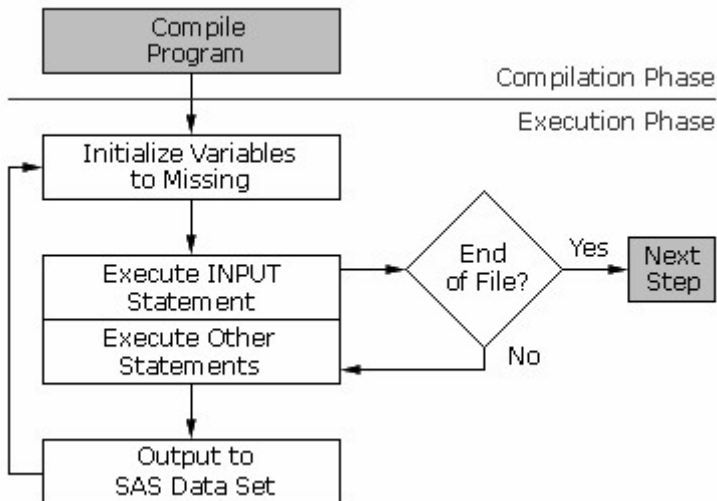 Compile
Program
Compilation Phase
Execution Phase
Initialize Variables
to Missing
Execute INPUT
Statement
End
of File?
Yes
Next
Step
Execute Other
Statements
No
Output to
SAS Data Set